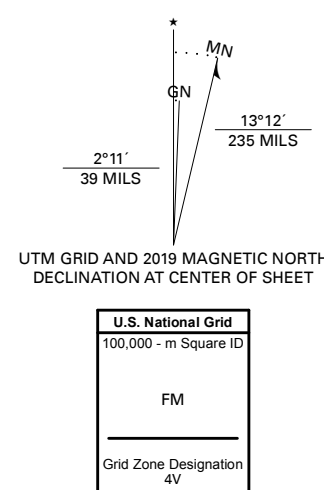 ★
MN
GN
13°12´
235 MILS
2°11´
39 MILS
UTM GRID AND 2019 MAGNETIC NORTH
DECLINATION AT CENTER OF SHEET
U.S. National Grid
100,000 - m Square ID
FM
Grid Zone Designation
4V